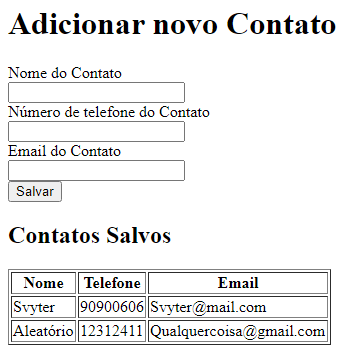 Adicionar novo Contato
Nome do Contato
Número de telefone do Contato
Email do Contato
Salvar
Contatos Salvos
Nome Telefone Email
Svyter 90900606 Svyter@mail.com
Aleatório 12312411 Qualquercoisa@gmail.com